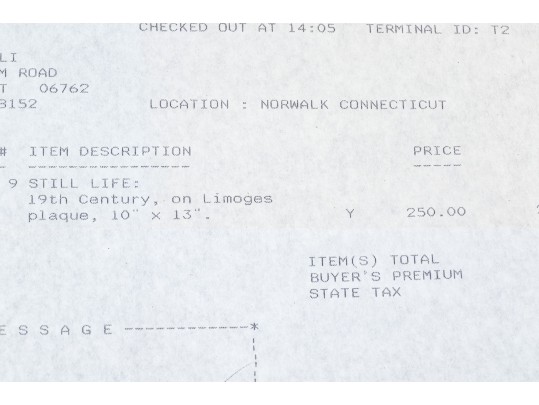 CHECKED OUT AT 14:05 TERMINAL ID: T2
LI
M ROAD
T 06762
3152 LOCATION : NORWALK CONNECTICUT
# ITEM DESCRIPTION PRICE
9 STILL LIFE:
19th Century, on Limoges
plaque, 10" x 13". Y 250.00
ITEM(S) TOTAL
BUYER'S PREMIUM
STATE TAX
E S S A G E ------------*